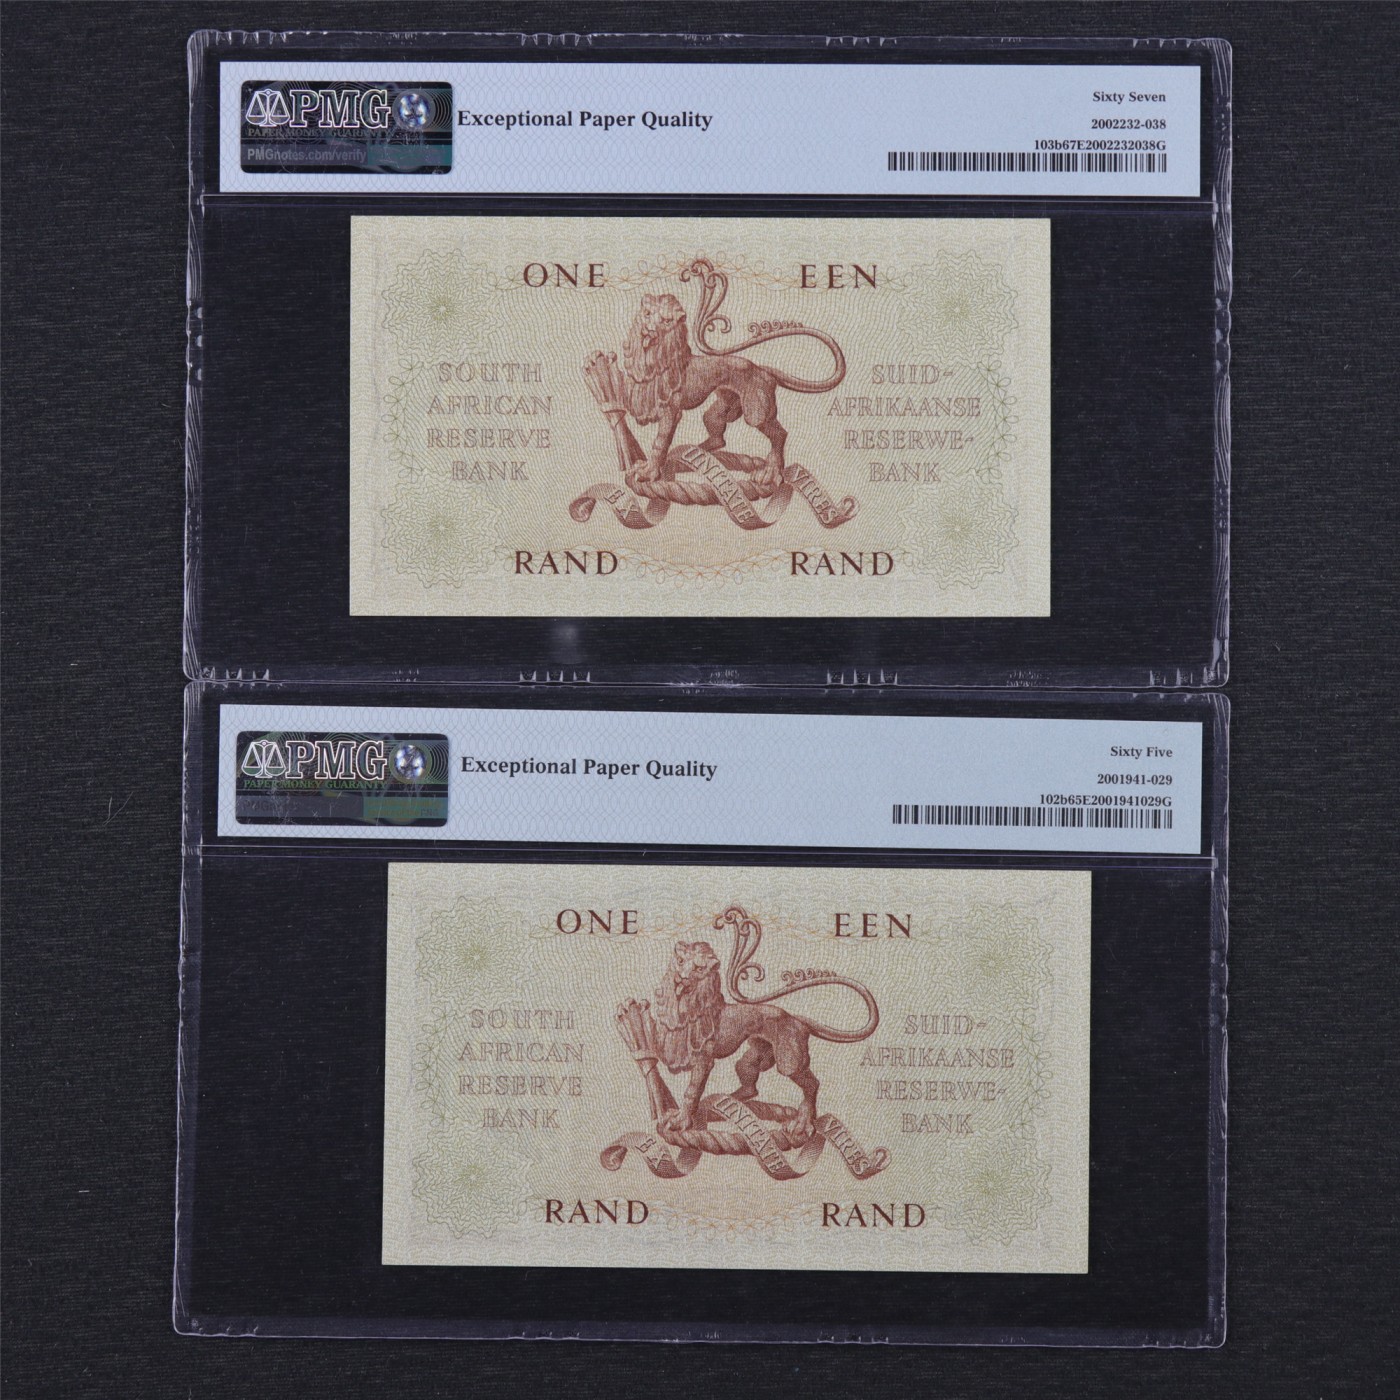 PMG
PAPER MONEY GUARANTY
PMGnotes.com/verify
Exceptional Paper Quality
Sixty Seven
2002232-038
103b67E2002232038G
ONE EEN
SOUTH
AFRICAN
RESERVE
BANK
SUID-
AFRIKAANSE
RESERWE-
BANK
EX UNITATE VIRES
RAND RAND
PMG
PAPER MONEY GUARANTY
Exceptional Paper Quality
Sixty Five
2001941-029
102b65E2001941029G
ONE EEN
SOUTH
AFRICAN
RESERVE
BANK
SUID-
AFRIKAANSE
RESERWE-
BANK
EX UNITATE VIRES
RAND RAND